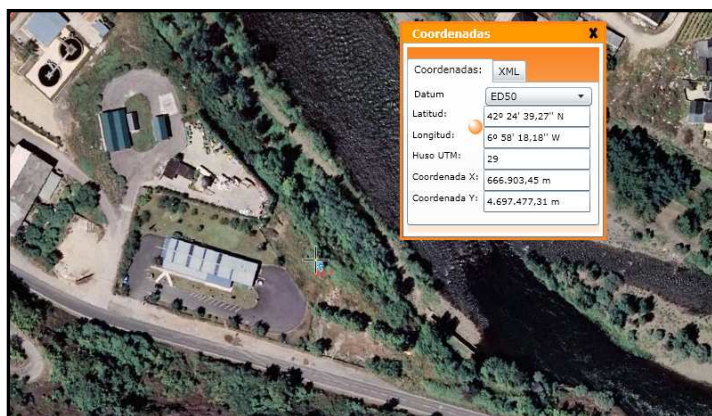 Coordenadas X
Coordenadas: XML
Datum ED50
Latitud: 42º 24' 39,27'' N
Longitud: 6º 58' 18,18'' W
Huso UTM: 29
Coordenada X: 666.903,45 m
Coordenada Y: 4.697.477,31 m